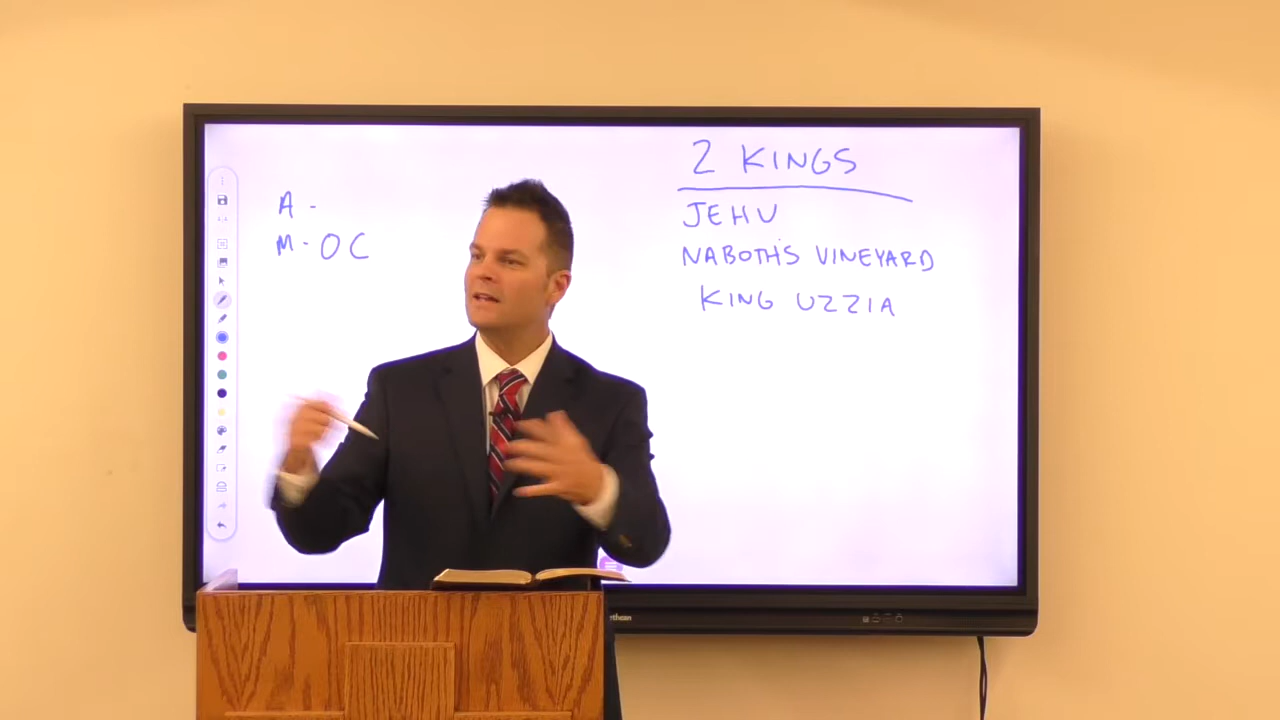 A -
M - OC
2 KINGS
JEHU
NABOTH'S VINEYARD
KING UZZIA